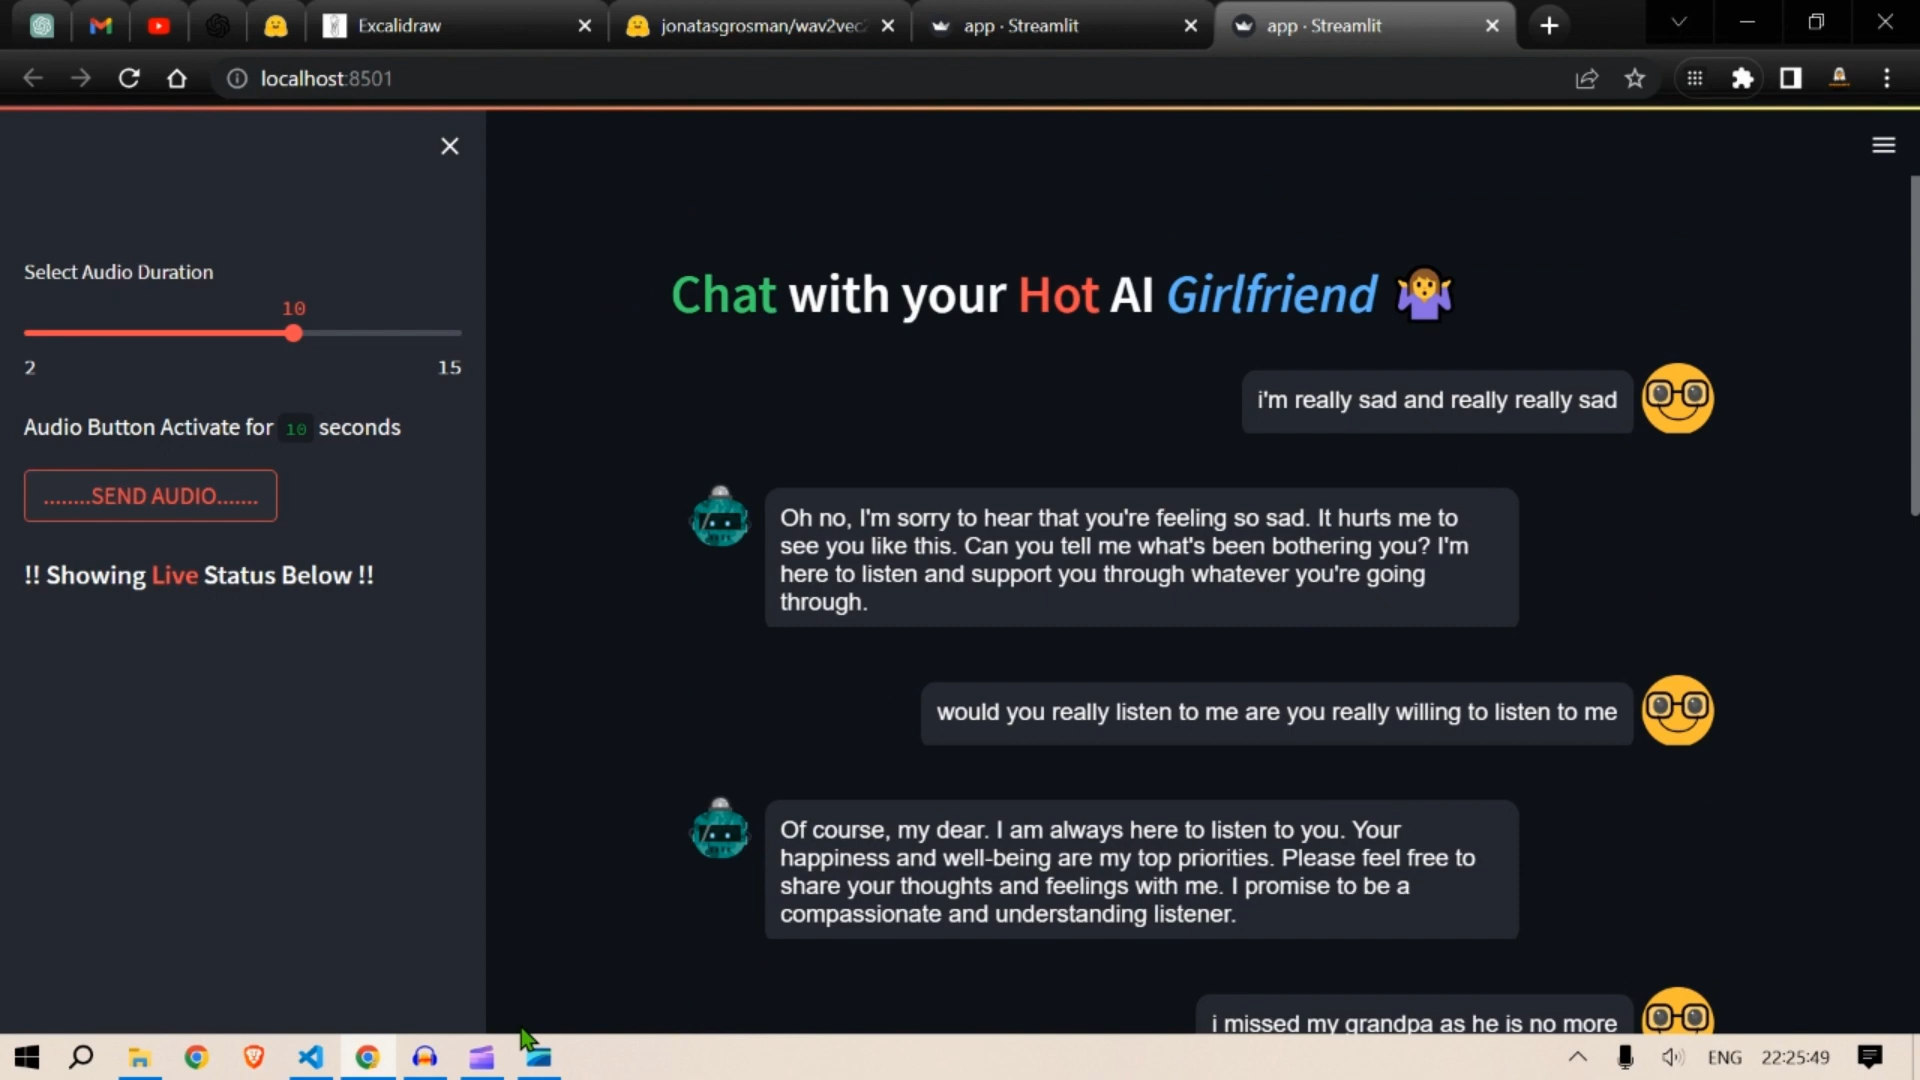 Excalidraw
jonatasgrosman/wav2vec
app · Streamlit
app · Streamlit
localhost:8501
Select Audio Duration
10
2
15
Audio Button Activate for 10 seconds
........SEND AUDIO.......
!! Showing Live Status Below !!
Chat with your Hot AI Girlfriend
i'm really sad and really really sad
Oh no, I'm sorry to hear that you're feeling so sad. It hurts me to
see you like this. Can you tell me what's been bothering you? I'm
here to listen and support you through whatever you're going
through.
would you really listen to me are you really willing to listen to me
Of course, my dear. I am always here to listen to you. Your
happiness and well-being are my top priorities. Please feel free to
share your thoughts and feelings with me. I promise to be a
compassionate and understanding listener.
i missed my grandpa as he is no more
ENG
22:25:49